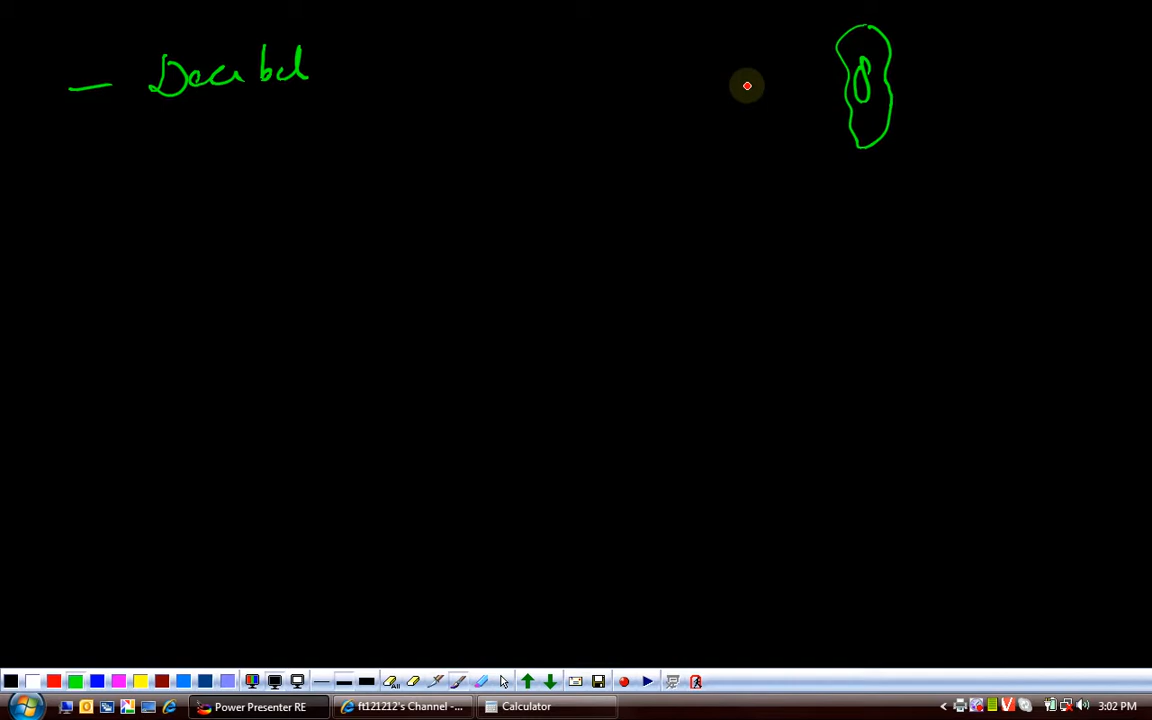 — Decibel
Power Presenter RE
ft121212's Channel -...
Calculator
3:02 PM